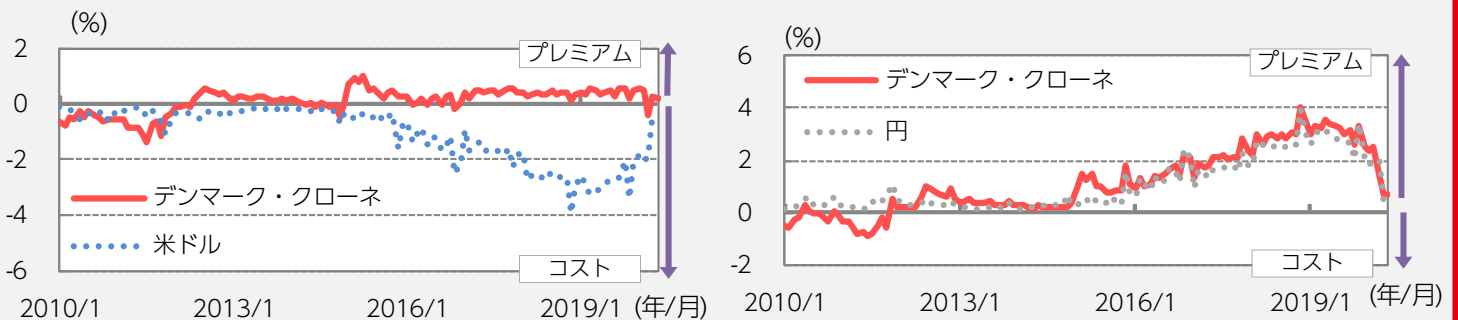 (%)
2
プレミアム
0
-2
デンマーク・クローネ
-4
米ドル
コスト
-6
2010/1 2013/1 2016/1 2019/1 (年/月)
(%)
6
プレミアム
デンマーク・クローネ
4
円
2
0
コスト
-2
2010/1 2013/1 2016/1 2019/1 (年/月)